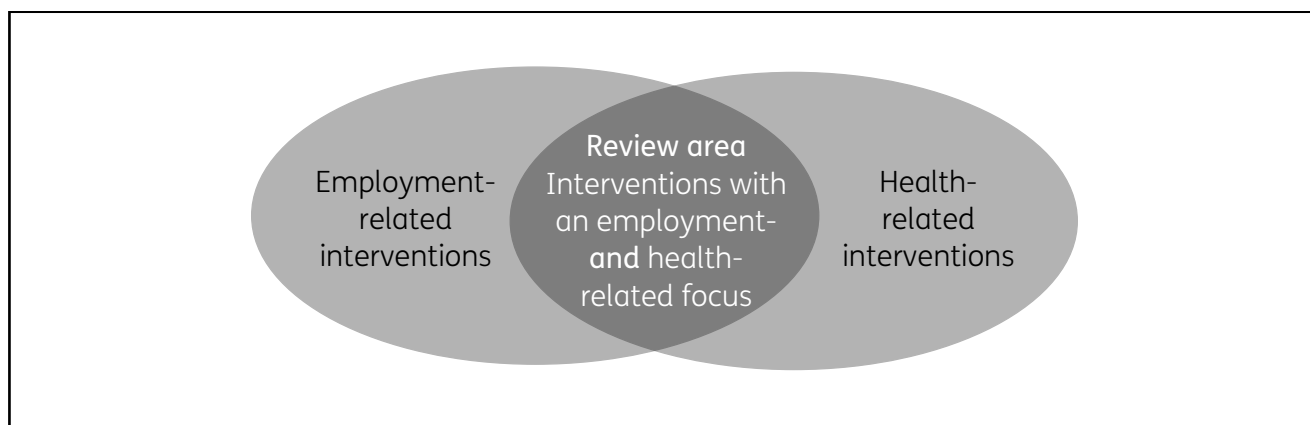 Employment-
related
interventions
Review area
Interventions with
an employment-
and health-
related focus
Health-
related
interventions